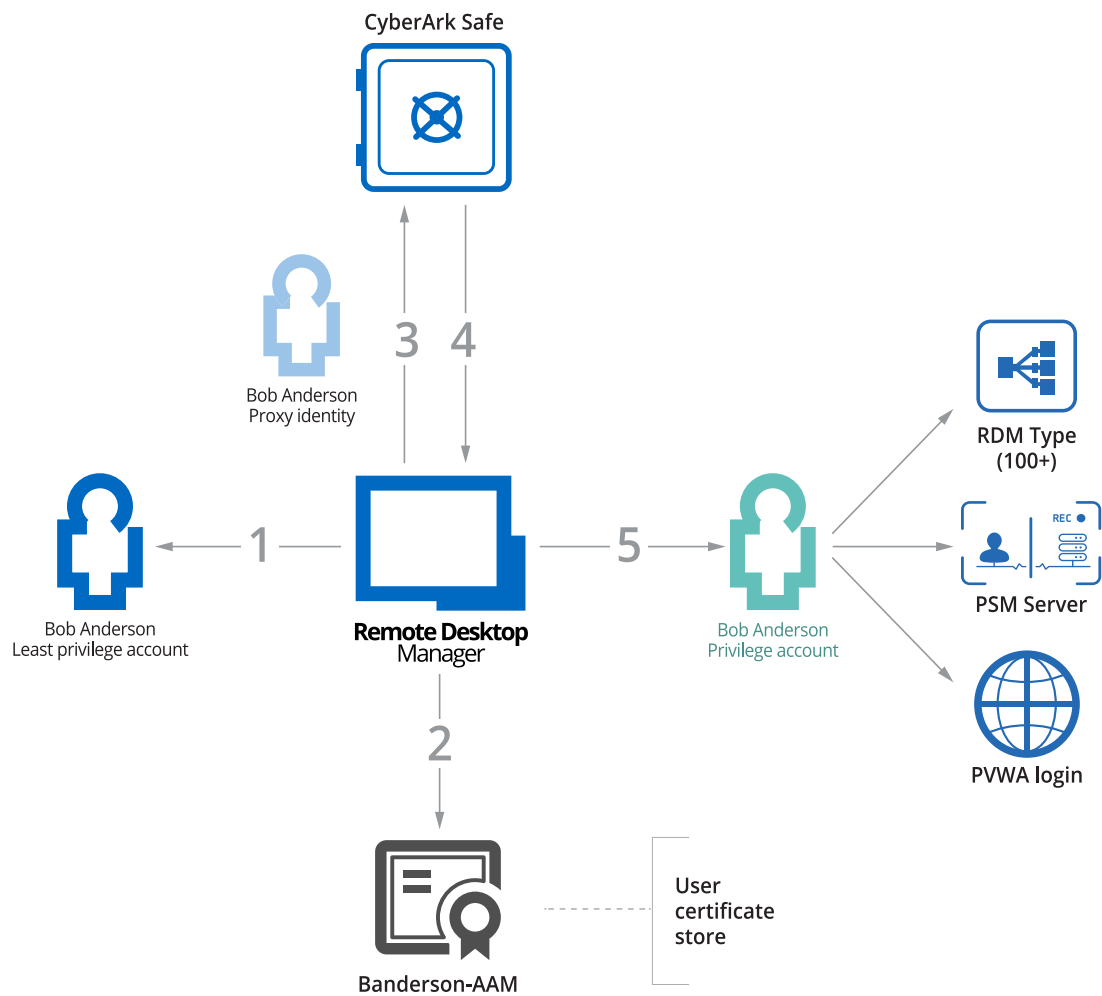 CyberArk Safe
3
4
Bob Anderson
Proxy identity
RDM Type
(100+)
1
5
REC
Bob Anderson
Least privilege account
Remote Desktop
Manager
Bob Anderson
Privilege account
PSM Server
2
PVWA login
User
certificate
store
Banderson-AAM